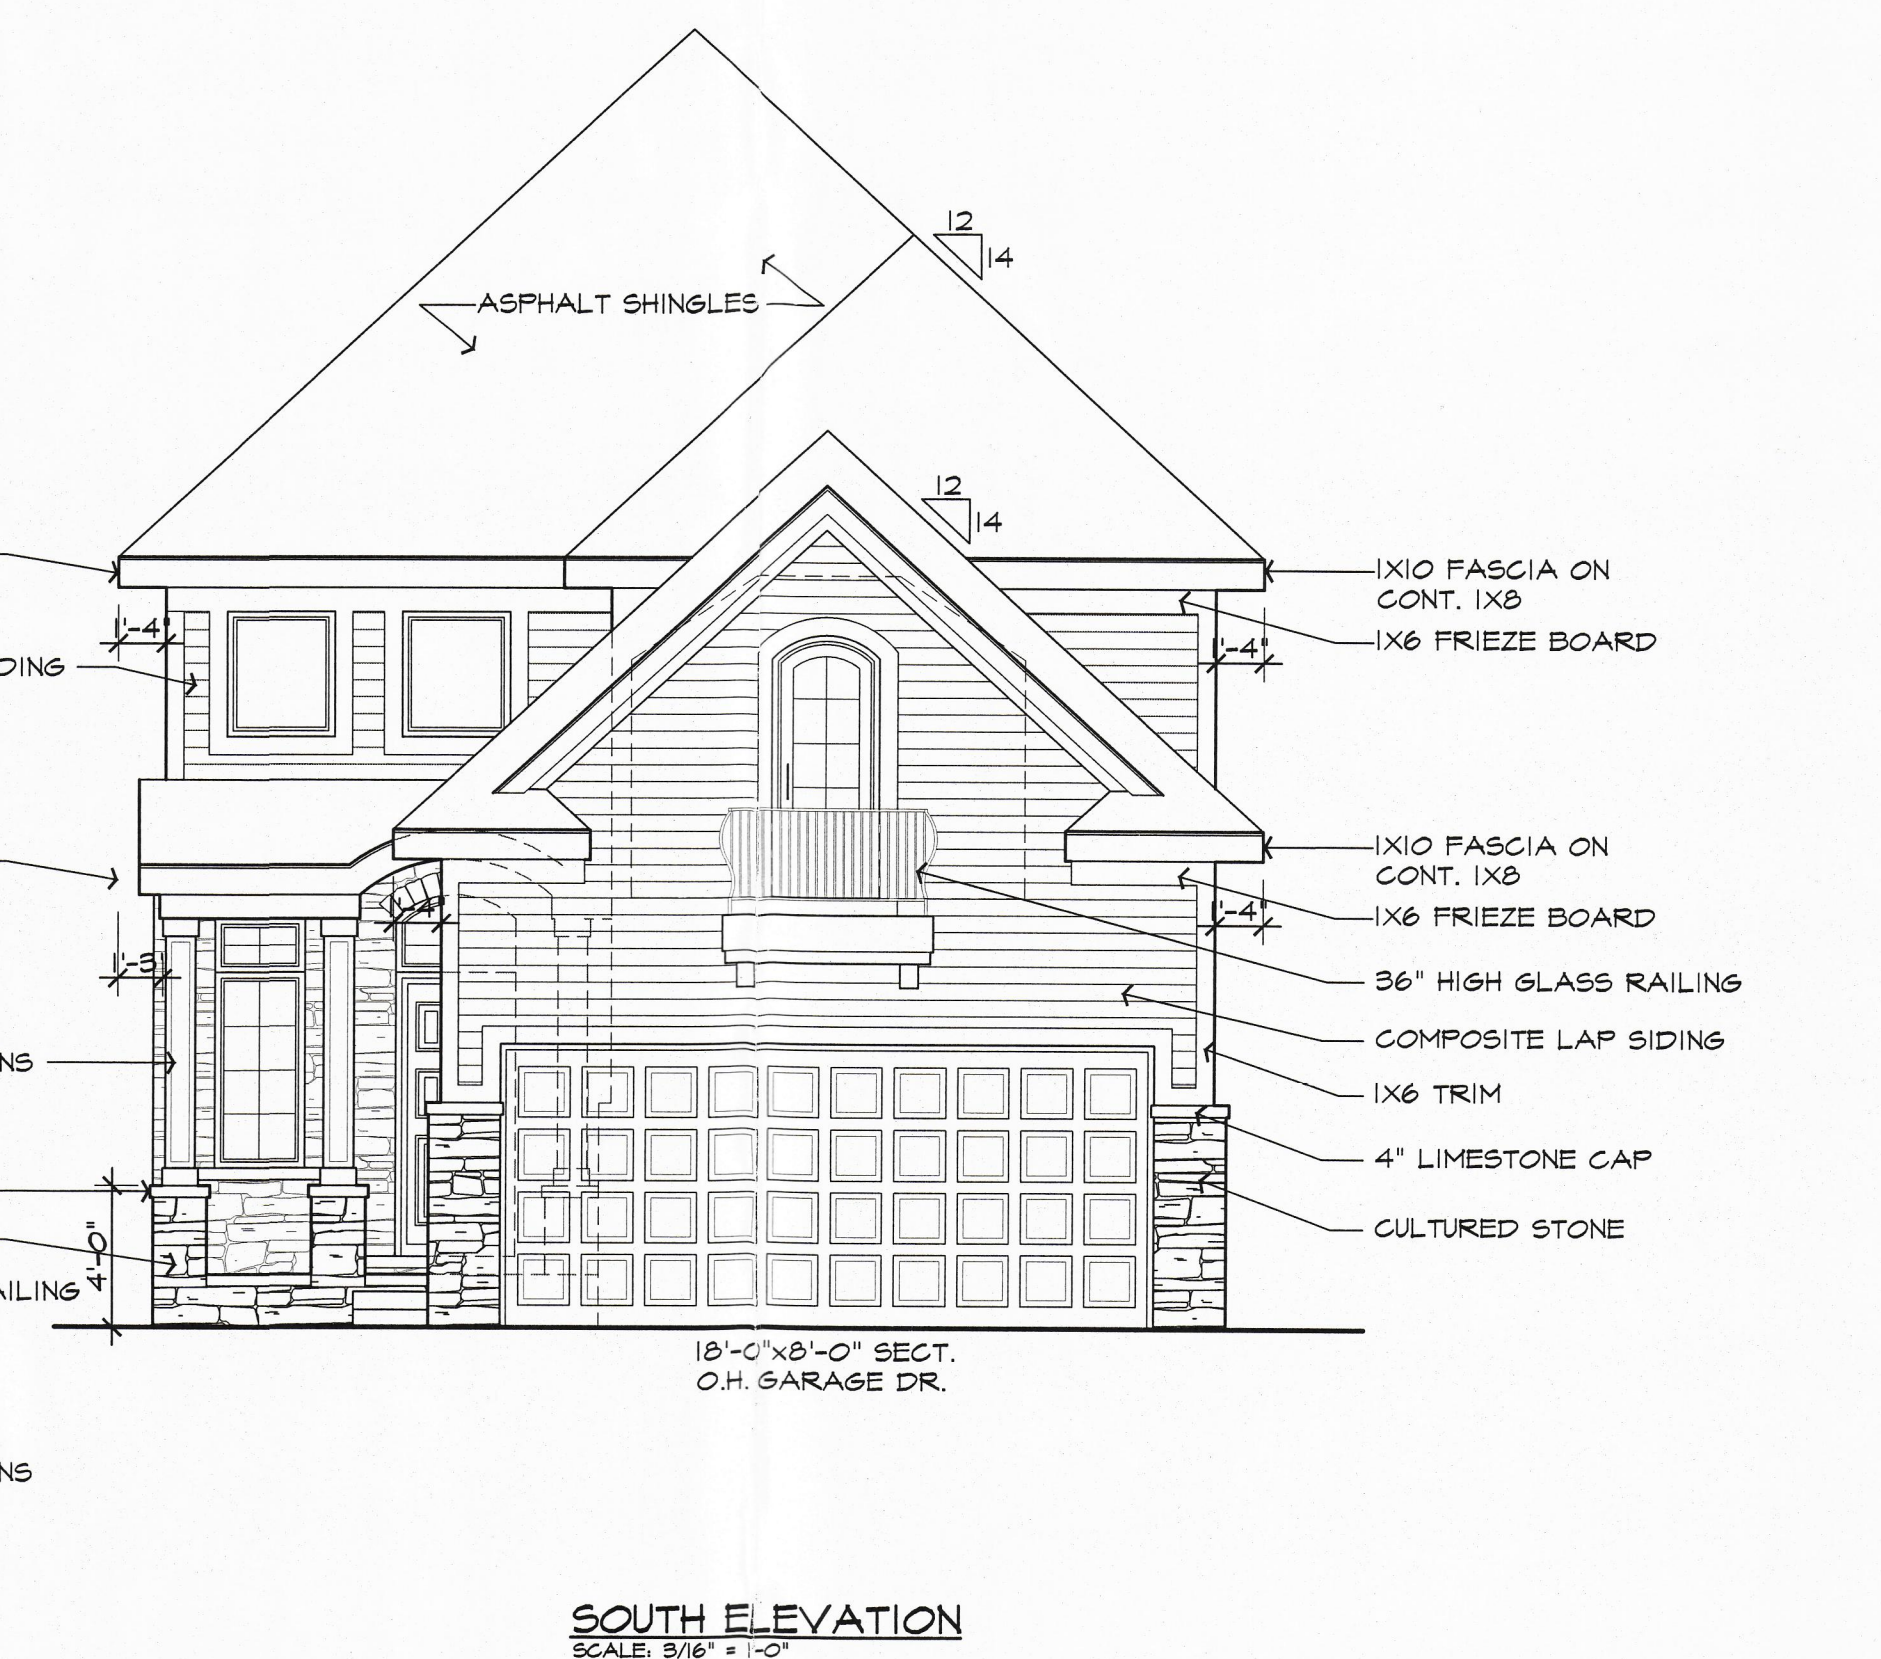 12
14
ASPHALT SHINGLES
12
14
1X10 FASCIA ON
CONT. 1X8
1X6 FRIEZE BOARD
1'-4"
1'-4"
DING
1X10 FASCIA ON
CONT. 1X8
1X6 FRIEZE BOARD
1'-4"
1'-4"
1'-3"
36" HIGH GLASS RAILING
COMPOSITE LAP SIDING
NS
1X6 TRIM
4" LIMESTONE CAP
CULTURED STONE
4'-0"
AILING
18'-0"x8'-0" SECT.
O.H. GARAGE DR.
NS
SOUTH ELEVATION
SCALE: 3/16" = 1'-0"